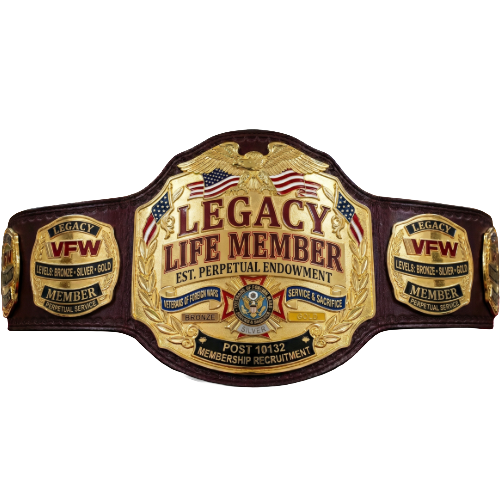 LEGACY
VFW
LEVELS: BRONZE - SILVER - GOLD
MEMBER
PERPETUAL SERVICE
LEGACY
LIFE MEMBER
EST. PERPETUAL ENDOWMENT
VETERANS OF FOREIGN WARS
SERVICE & SACRIFICE
BRONZE
SILVER
GOLD
POST 10132
MEMBERSHIP RECRUITMENT
LEGACY
VFW
LEVELS: BRONZE - SILVER - GOLD
MEMBER
PERPETUAL SERVICE